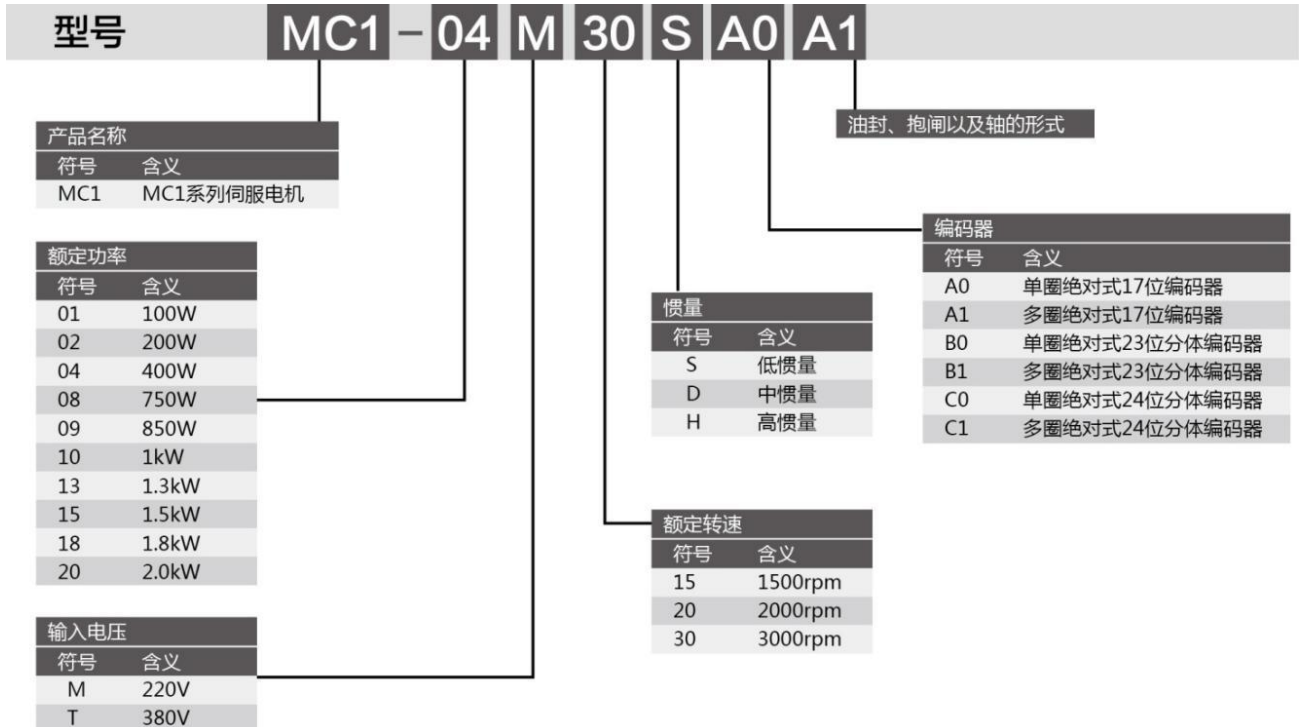 型号 MC1 - 04 M 30 S A0 A1
产品名称
符号 含义
MC1 MC1系列伺服电机
额定功率
符号 含义
01 100W
02 200W
04 400W
08 750W
09 850W
10 1kW
13 1.3kW
15 1.5kW
18 1.8kW
20 2.0kW
输入电压
符号 含义
M 220V
T 380V
惯量
符号 含义
S 低惯量
D 中惯量
H 高惯量
额定转速
符号 含义
15 1500rpm
20 2000rpm
30 3000rpm
油封、抱闸以及轴的形式
编码器
符号 含义
A0 单圈绝对式17位编码器
A1 多圈绝对式17位编码器
B0 单圈绝对式23位分体编码器
B1 多圈绝对式23位分体编码器
C0 单圈绝对式24位分体编码器
C1 多圈绝对式24位分体编码器